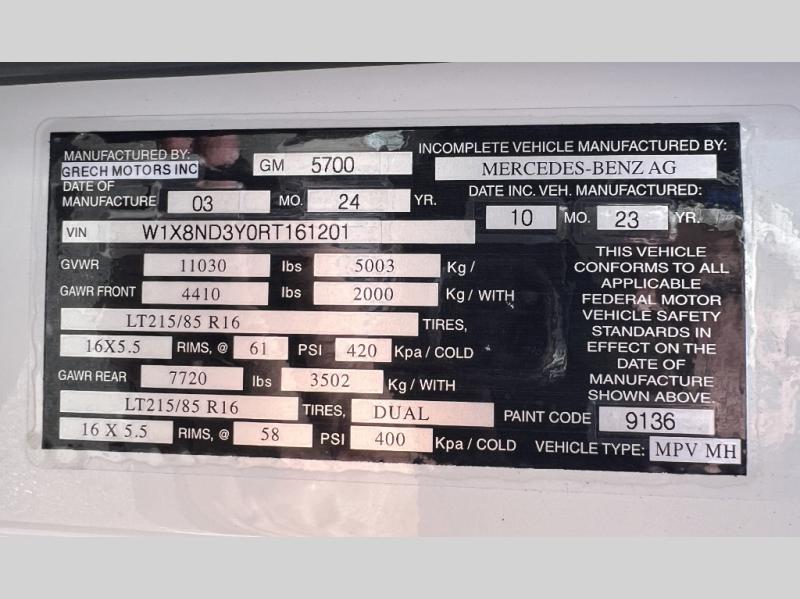 MANUFACTURED BY:
GRECH MOTORS INC
GM 5700
INCOMPLETE VEHICLE MANUFACTURED BY:
MERCEDES-BENZ AG
DATE OF
MANUFACTURE 03 MO. 24 YR.
DATE INC. VEH. MANUFACTURED:
10 MO. 23 YR.
VIN W1X8ND3Y0RT161201
GVWR 11030 lbs 5003 Kg /
GAWR FRONT 4410 lbs 2000 Kg / WITH
LT215/85 R16 TIRES,
16X5.5 RIMS, @ 61 PSI 420 Kpa / COLD
GAWR REAR 7720 lbs 3502 Kg / WITH
LT215/85 R16 TIRES, DUAL
16 X 5.5 RIMS, @ 58 PSI 400 Kpa / COLD
THIS VEHICLE
CONFORMS TO ALL
APPLICABLE
FEDERAL MOTOR
VEHICLE SAFETY
STANDARDS IN
EFFECT ON THE
DATE OF
MANUFACTURE
SHOWN ABOVE.
PAINT CODE 9136
VEHICLE TYPE: MPV MH